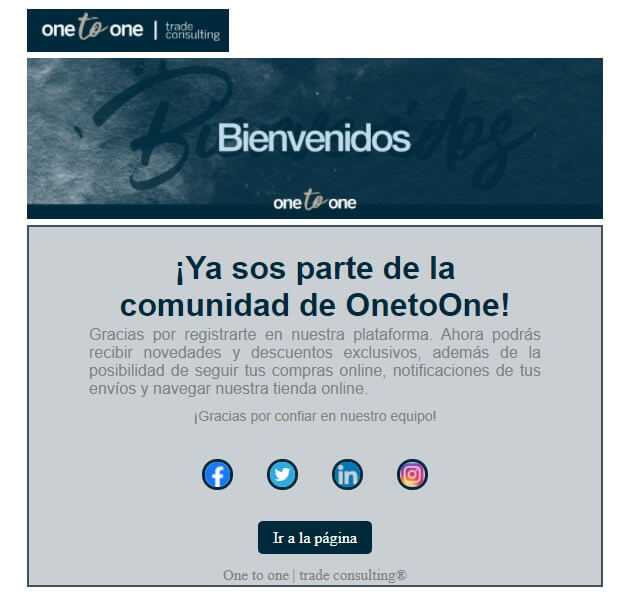 one to one | trade
consulting
Bienvenidos
Bienvenidos
one to one
¡Ya sos parte de la
comunidad de OnetoOne!
Gracias por registrarte en nuestra plataforma. Ahora podrás
recibir novedades y descuentos exclusivos, además de la
posibilidad de seguir tus compras online, notificaciones de tus
envíos y navegar nuestra tienda online.
¡Gracias por confiar en nuestro equipo!
f
in
Ir a la página
One to one | trade consulting®